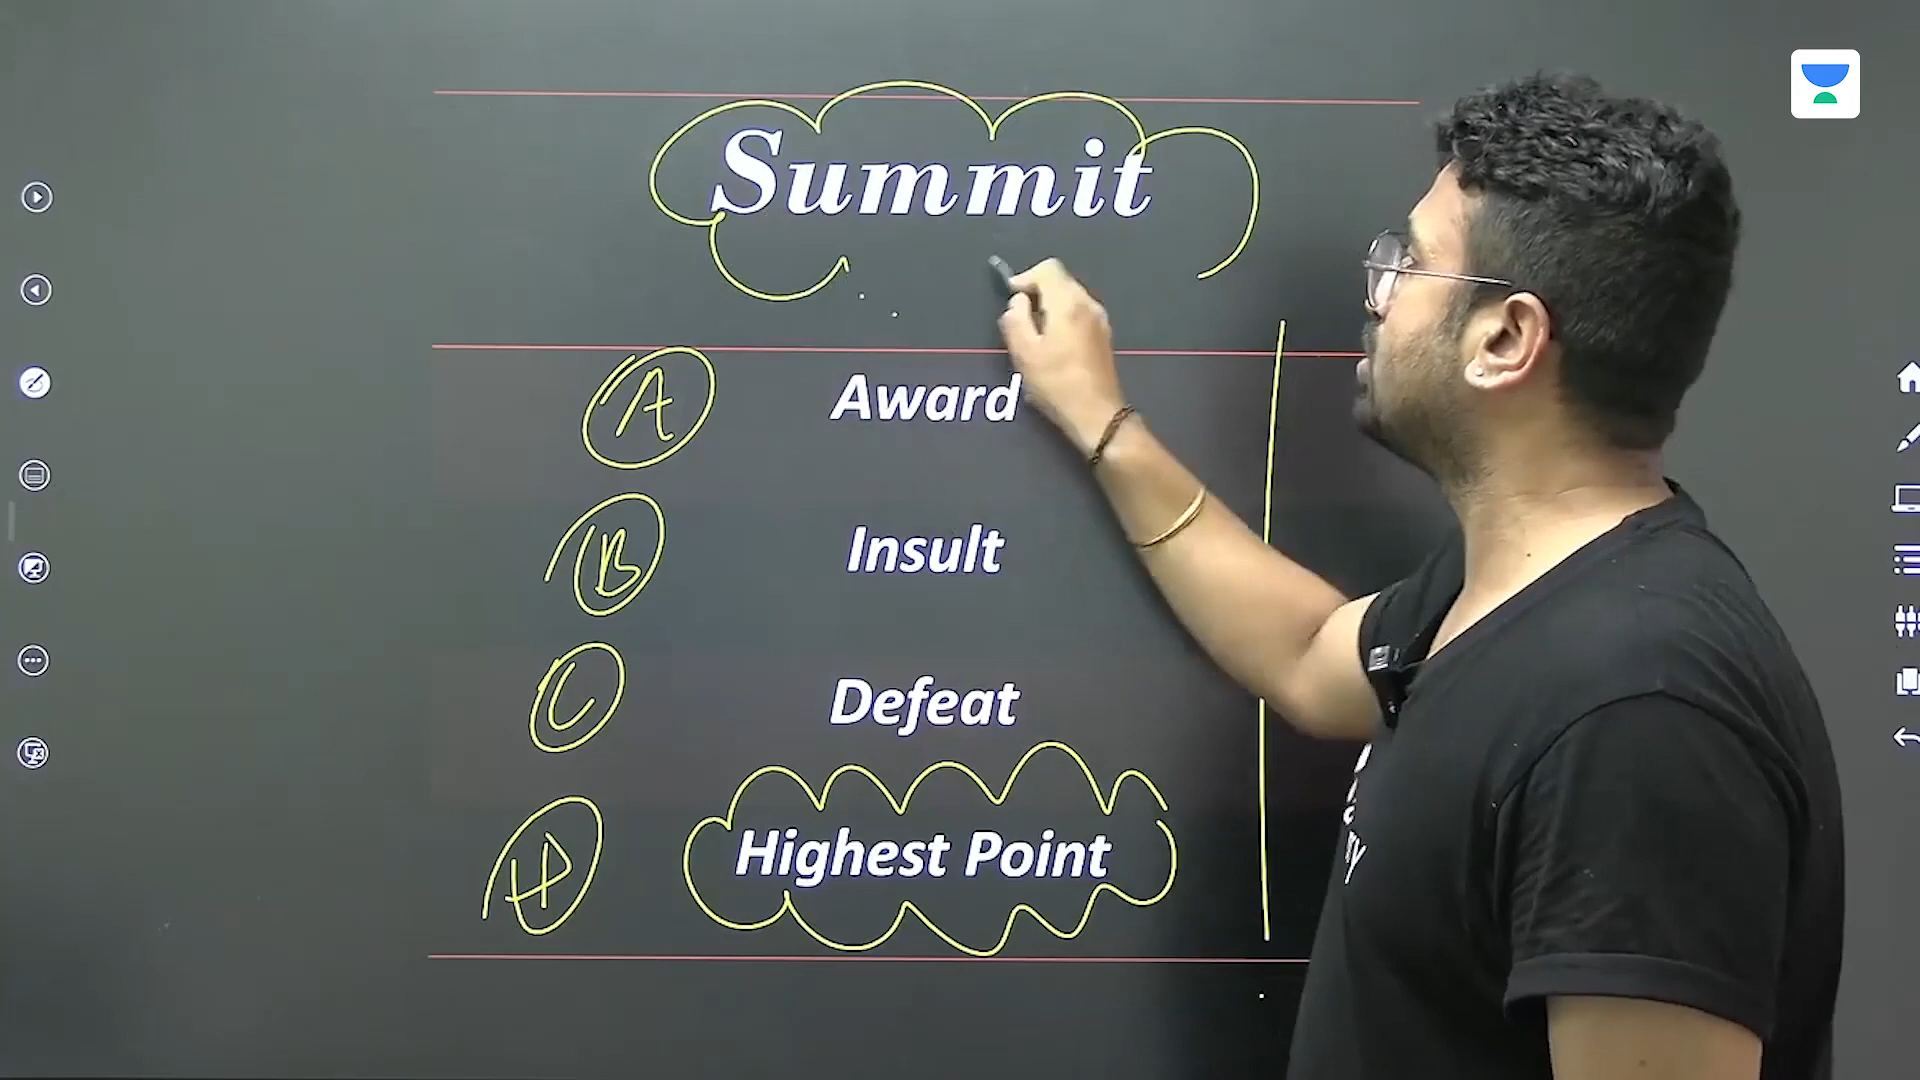 Summit
A Award
B Insult
C Defeat
D Highest Point